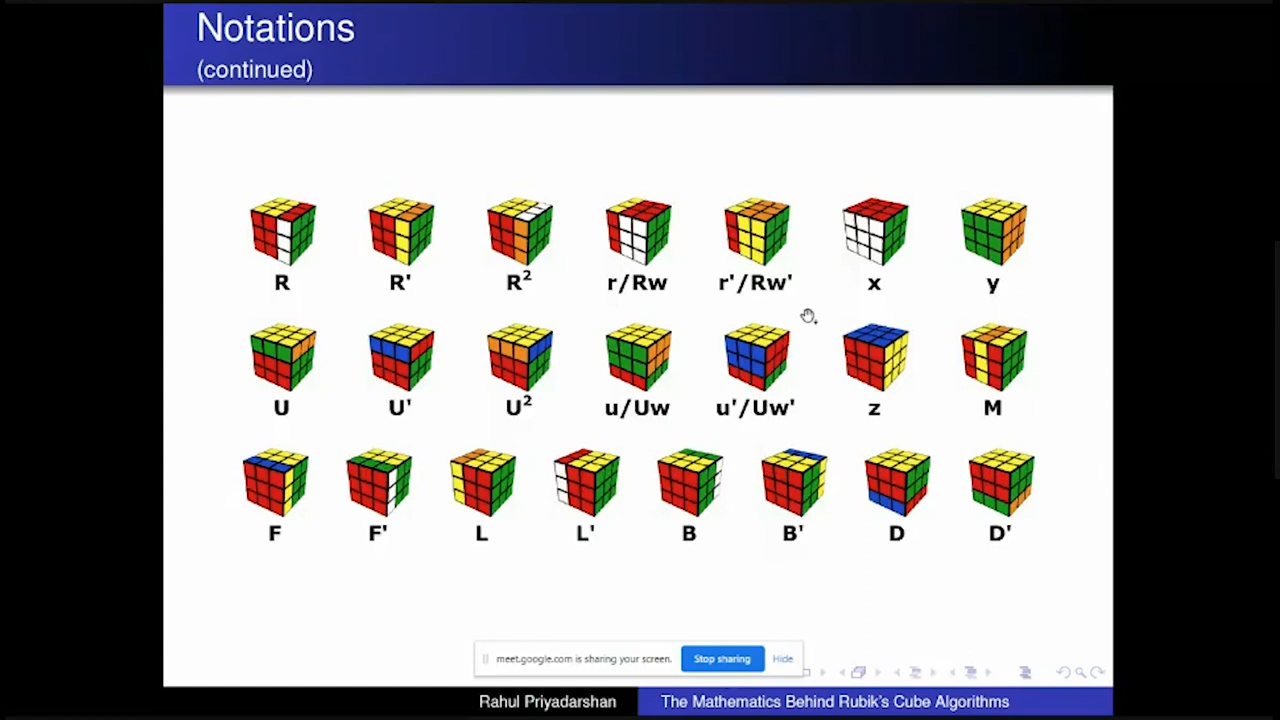 Notations
(continued)
R R' R² r/Rw r'/Rw' x y
U U' U² u/Uw u'/Uw' z M
F F' L L' B B' D D'
meet.google.com is sharing your screen. Stop sharing Hide
Rahul Priyadarshan The Mathematics Behind Rubik's Cube Algorithms